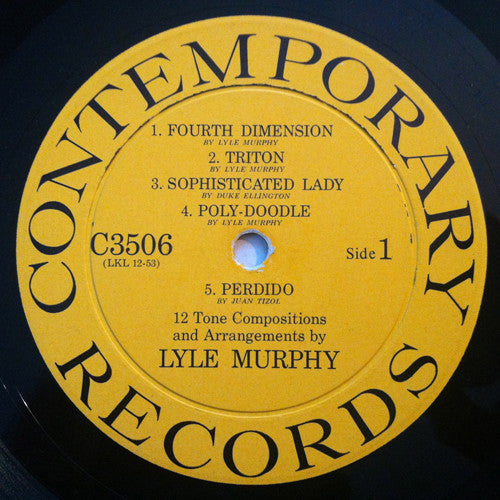 CONTEMPORARY
1. FOURTH DIMENSION
BY LYLE MURPHY
2. TRITON
BY LYLE MURPHY
3. SOPHISTICATED LADY
BY DUKE ELLINGTON
4. POLY-DOODLE
BY LYLE MURPHY
C3506
(LKL 12-53)
Side 1
5. PERDIDO
BY JUAN TIZOL
12 Tone Compositions
and Arrangements by
LYLE MURPHY
RECORDS